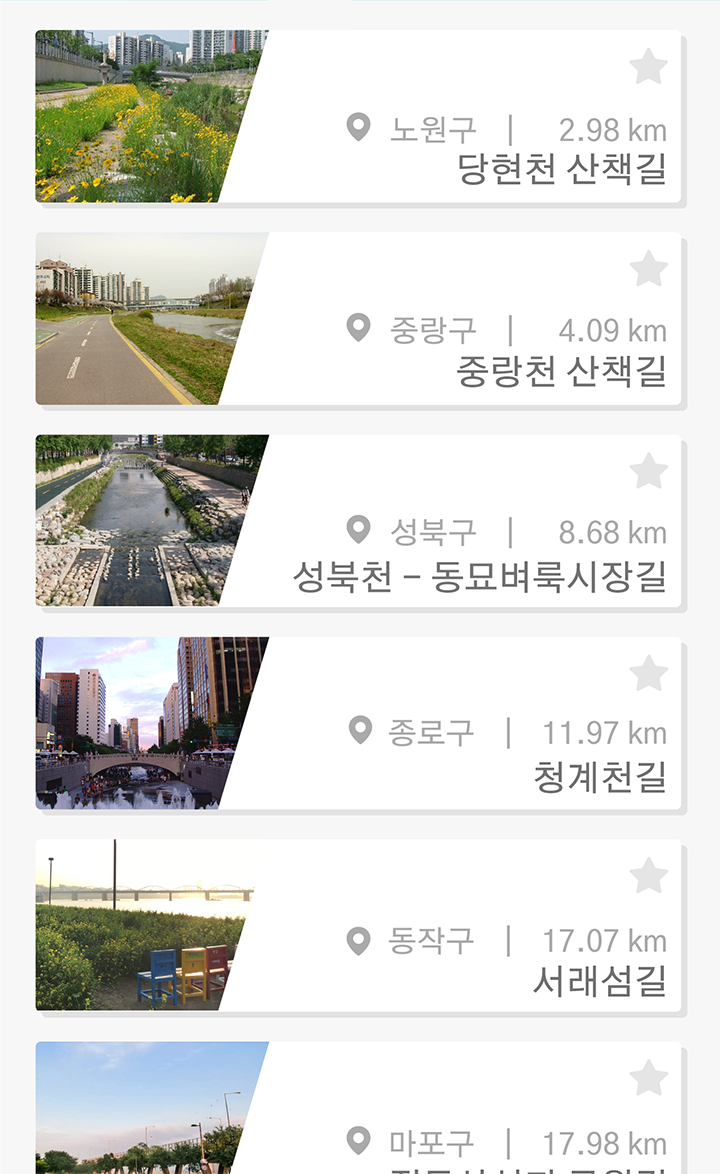 노원구 | 2.98 km
당현천 산책길
중랑구 | 4.09 km
중랑천 산책길
성북구 | 8.68 km
성북천 - 동묘벼룩시장길
종로구 | 11.97 km
청계천길
동작구 | 17.07 km
서래섬길
마포구 | 17.98 km